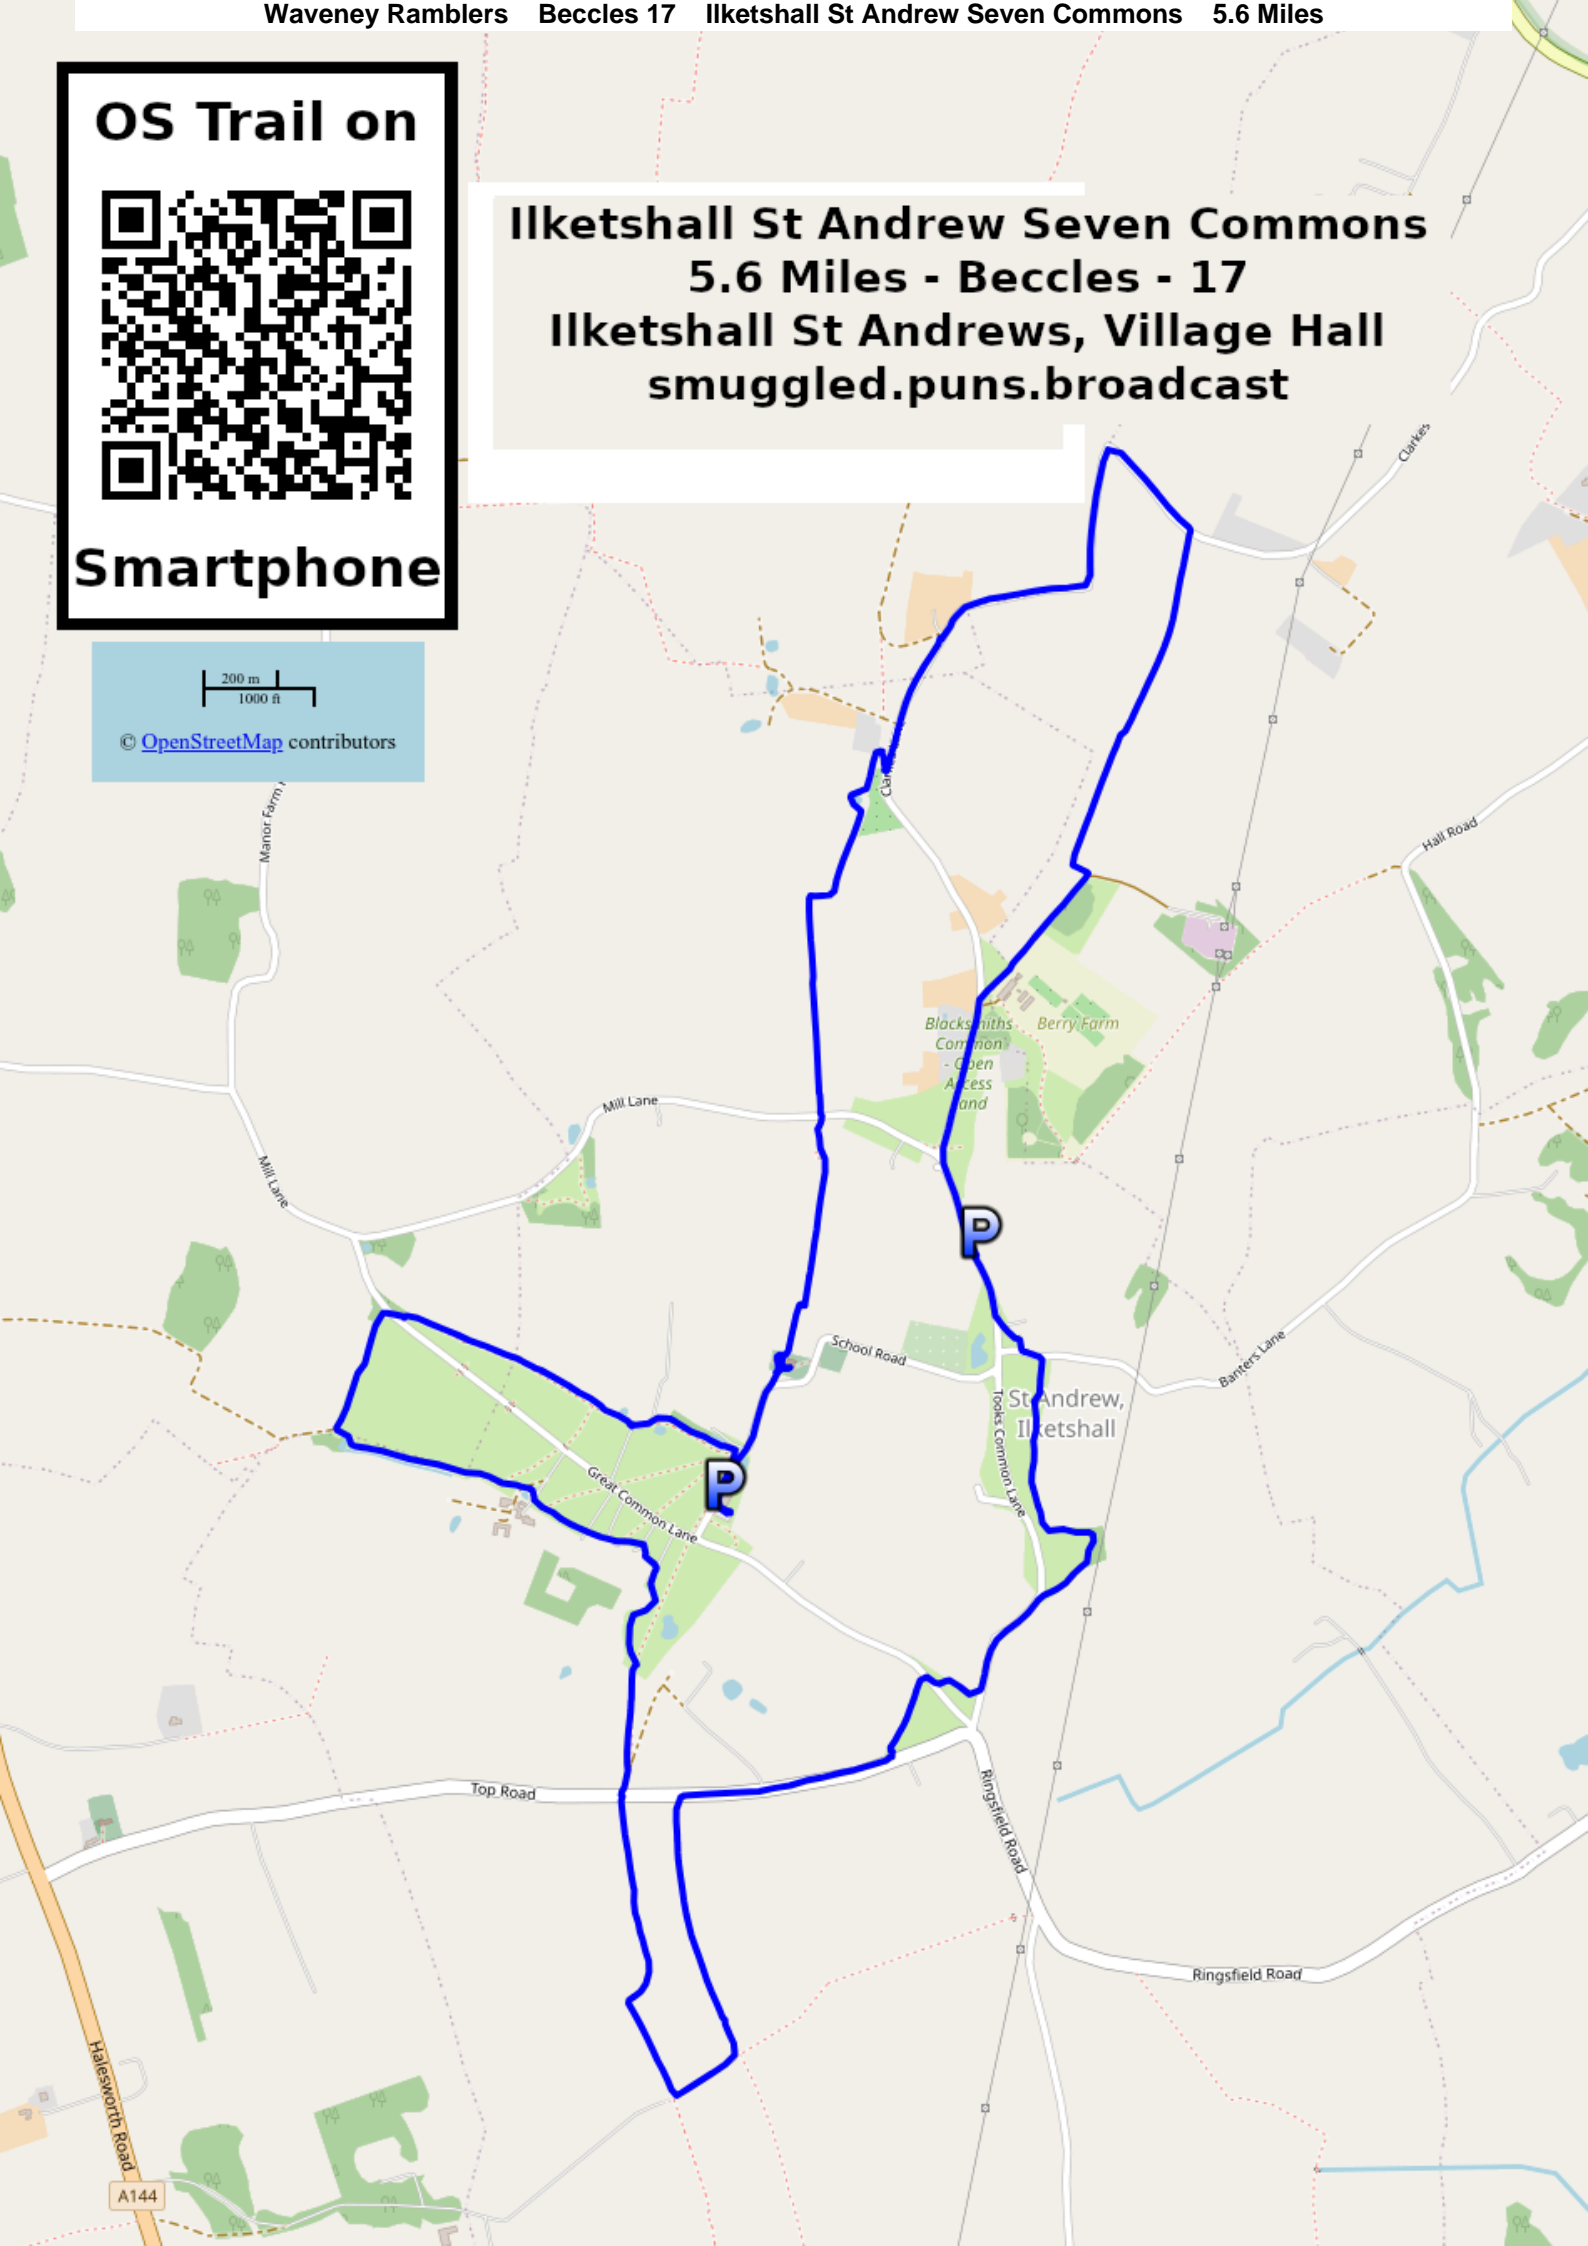 Waveney Ramblers Beccles 17 Ilketshall St Andrew Seven Commons 5.6 Miles
OS Trail on
Smartphone
Ilketshall St Andrew Seven Commons
5.6 Miles - Beccles - 17
Ilketshall St Andrews, Village Hall
smuggled.puns.broadcast
Clarkes
200 m
1000 ft
© OpenStreetMap contributors
Manor Farm
Hall Road
Blacksmiths
Common
- Open
Access
Land
Berry Farm
Mill Lane
Mill Lane
P
School Road
Banters Lane
St Andrew,
Ilketshall
Tooks Common Lane
P
Great Common Lane
Top Road
Ringsfield Road
Ringsfield Road
Halesworth Road
A144